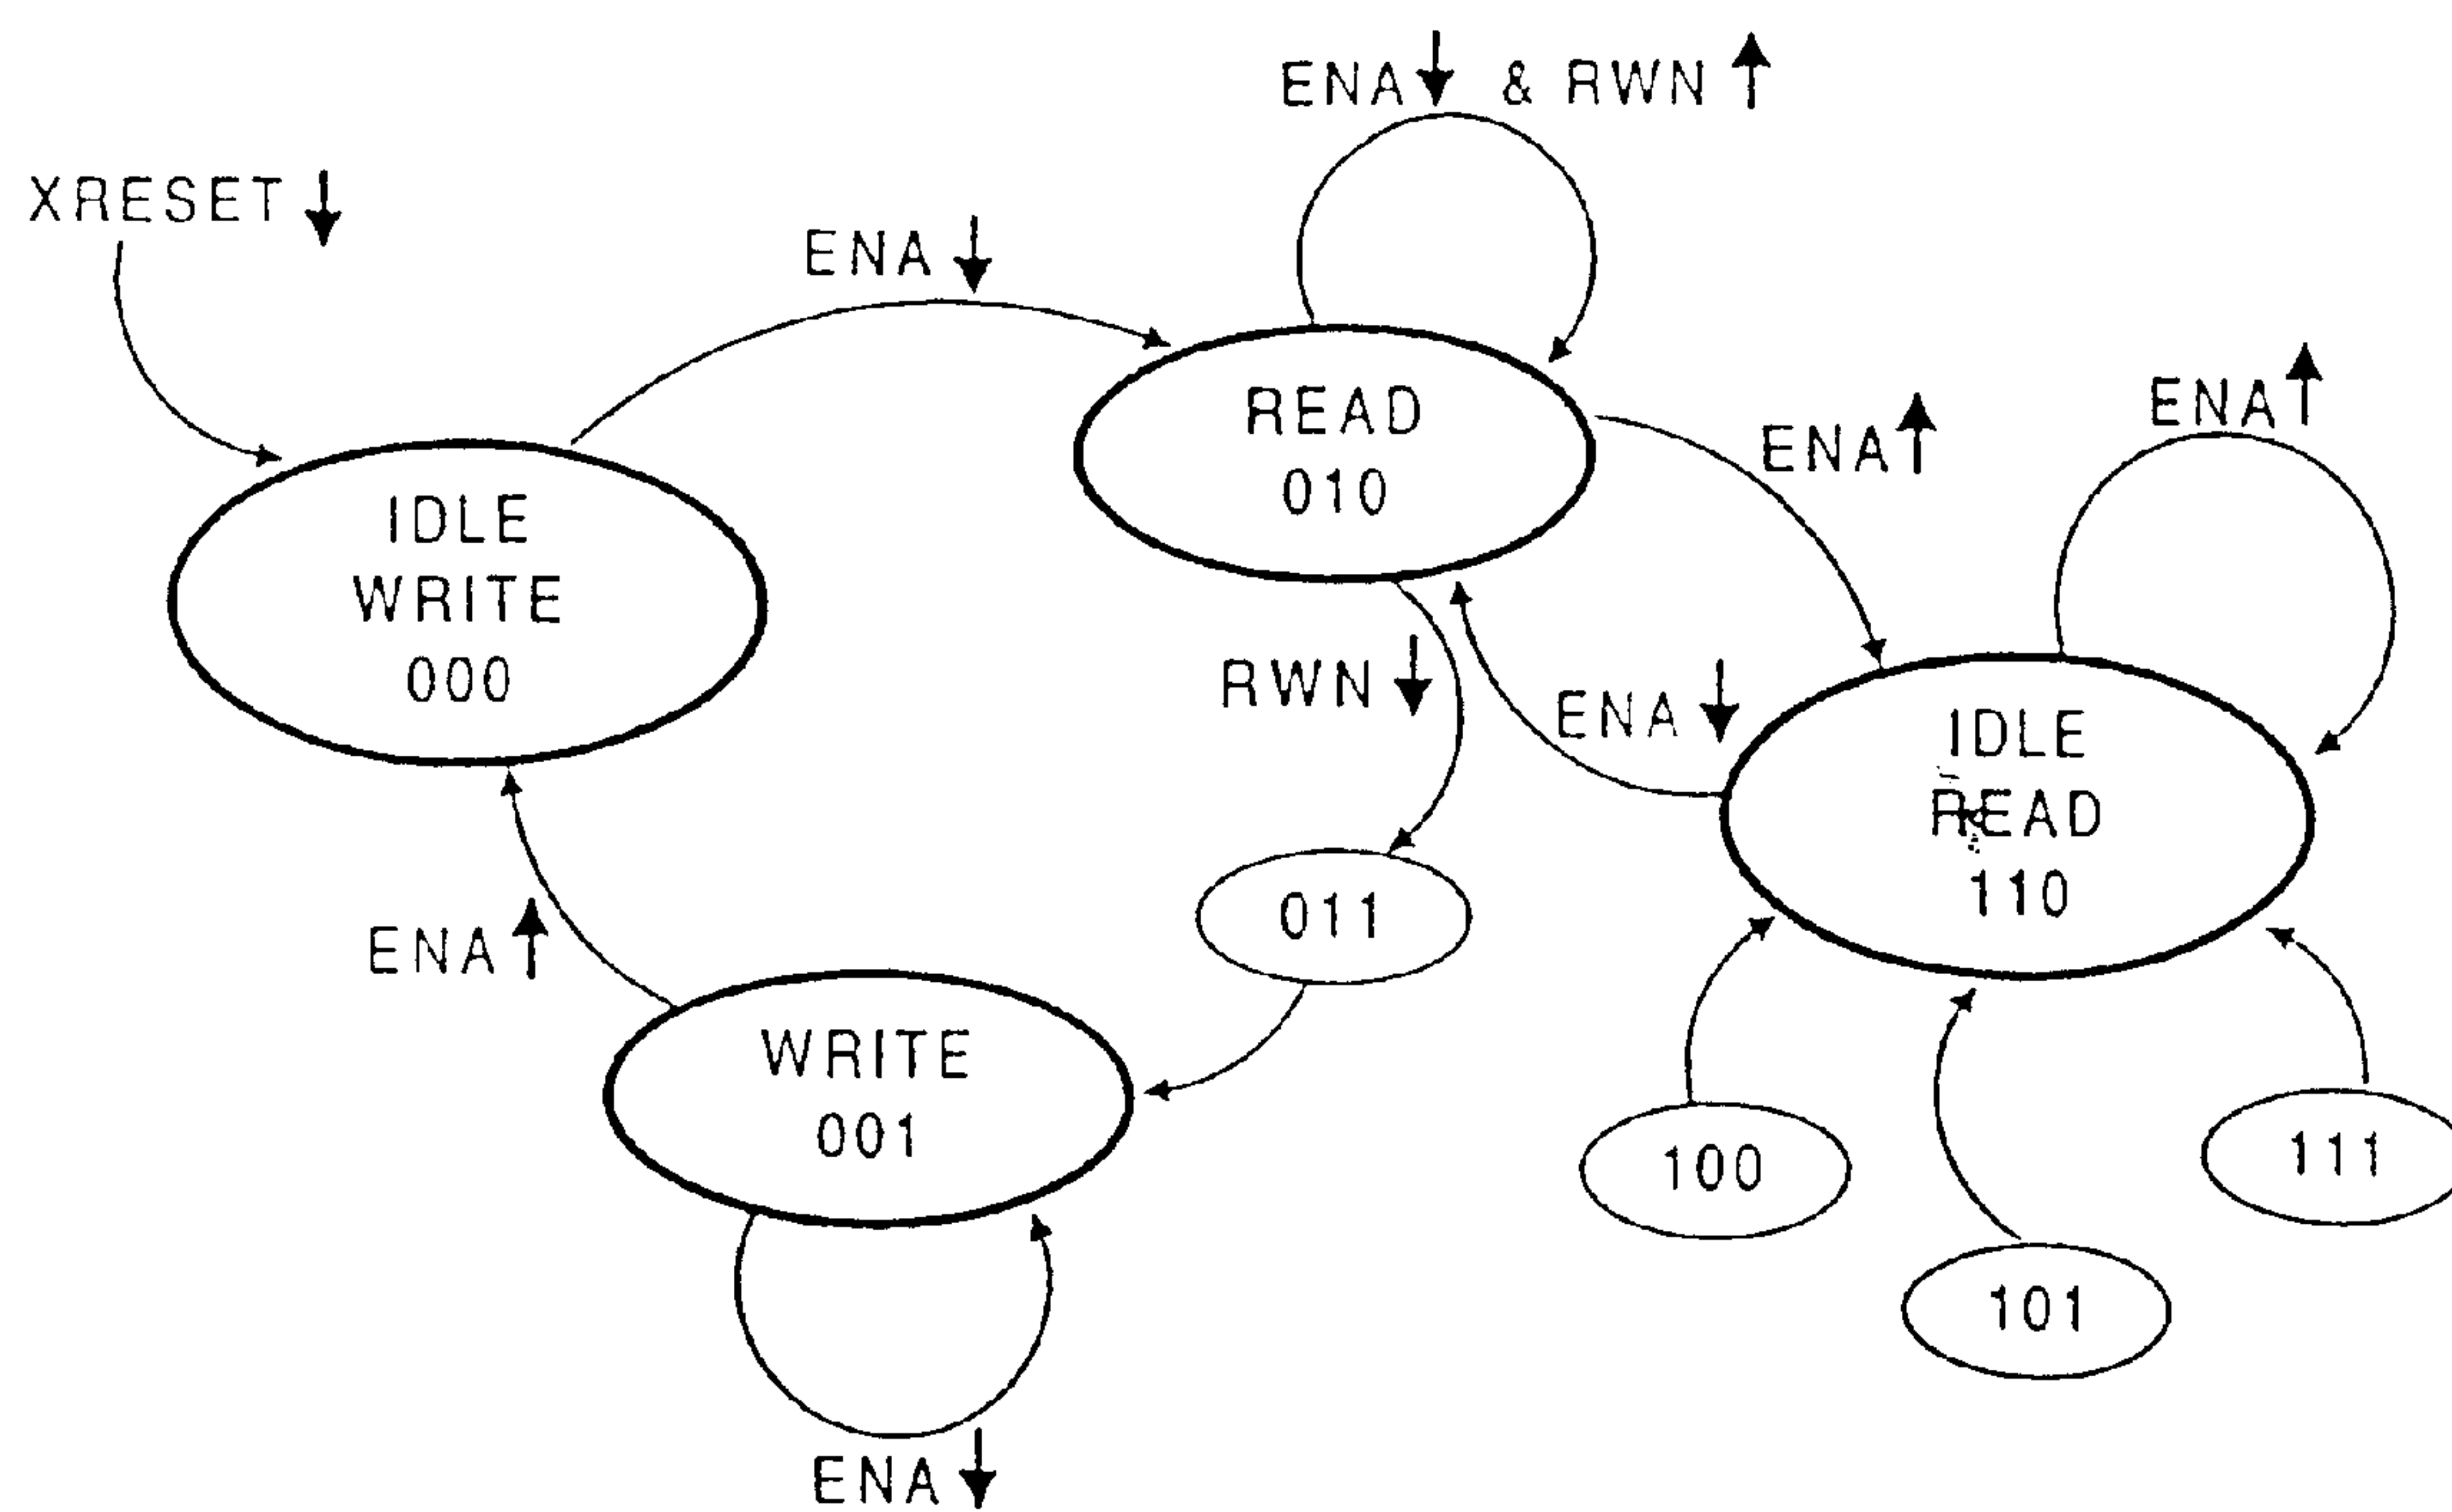 ENA↓ & RWN↑
XRESET↓
ENA↓
READ
010
ENA↑
ENA↑
IDLE
WRITE
000
RWN↓
ENA↓
IDLE
READ
110
011
ENA↑
WRITE
001
100
111
101
ENA↓